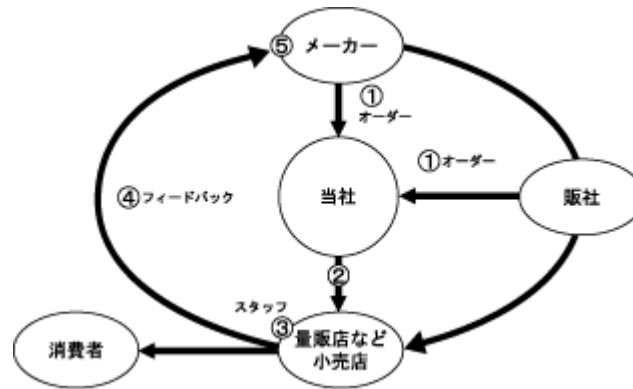 ⑤メーカー
①
オーダー
①オーダー
当社
販社
④フィードバック
②
スタッフ
③
量販店など
小売店
消費者